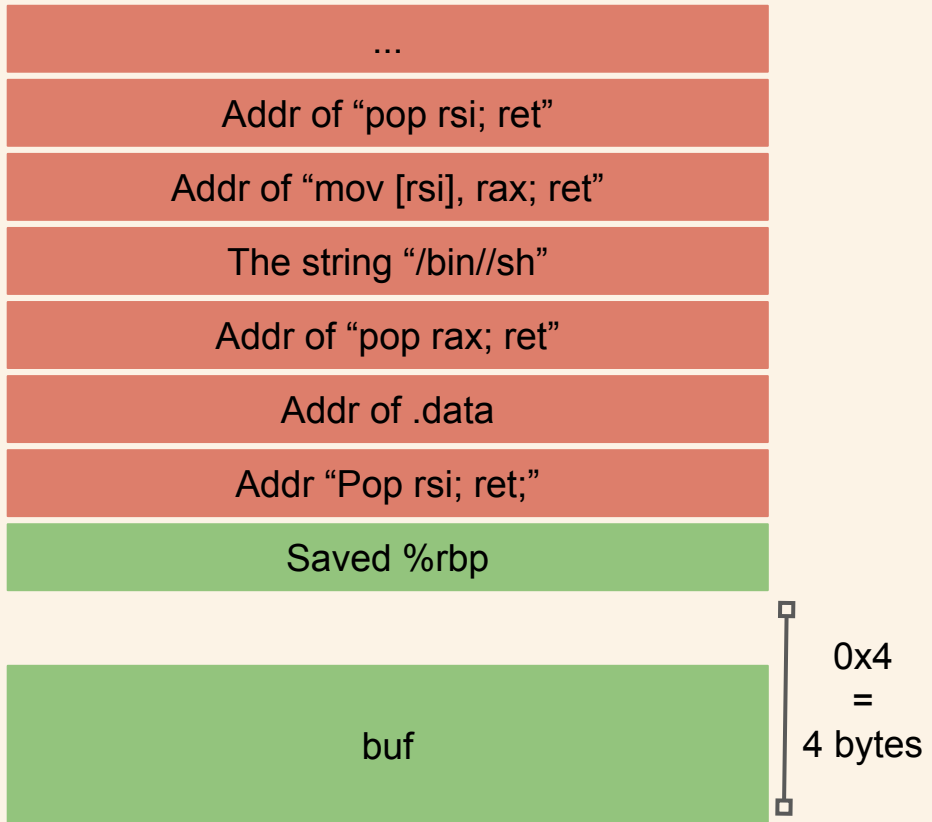 ...
Addr of “pop rsi; ret”
Addr of “mov [rsi], rax; ret”
The string “/bin//sh”
Addr of “pop rax; ret”
Addr of .data
Addr “Pop rsi; ret;”
Saved %rbp
buf
0x4
=
4 bytes